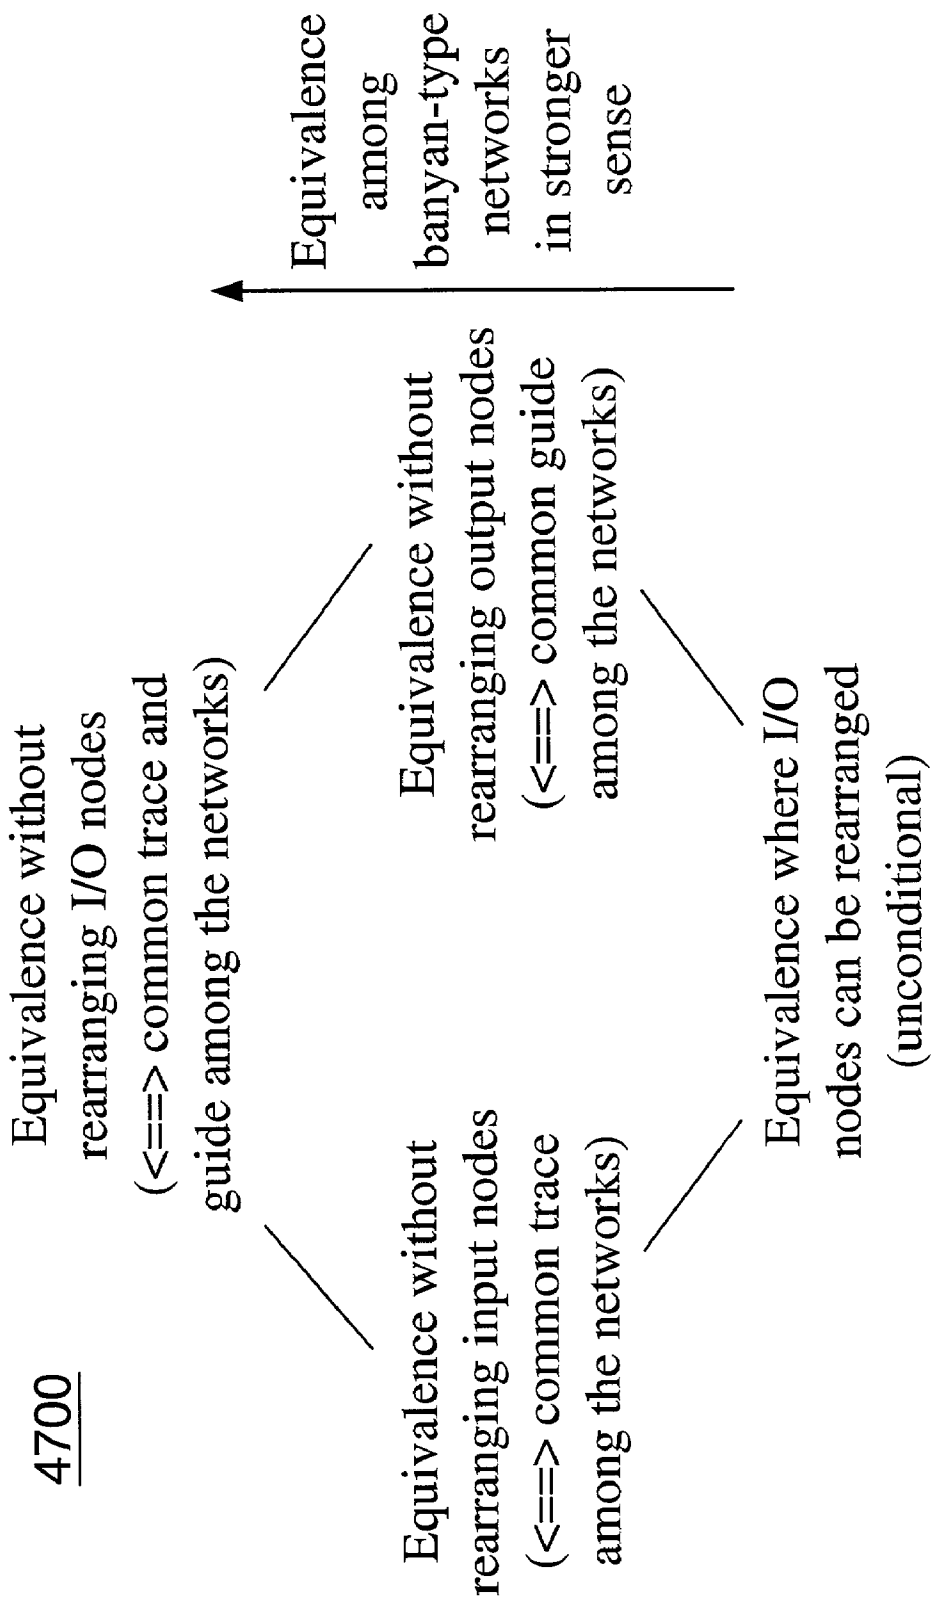 4700
Equivalence without
rearranging I/O nodes
(<==> common trace and
guide among the networks)
Equivalence without
rearranging input nodes
(<==> common trace
among the networks)
Equivalence without
rearranging output nodes
(<==> common guide
among the networks)
Equivalence where I/O
nodes can be rearranged
(unconditional)
Equivalence
among
banyan-type
networks
in stronger
sense